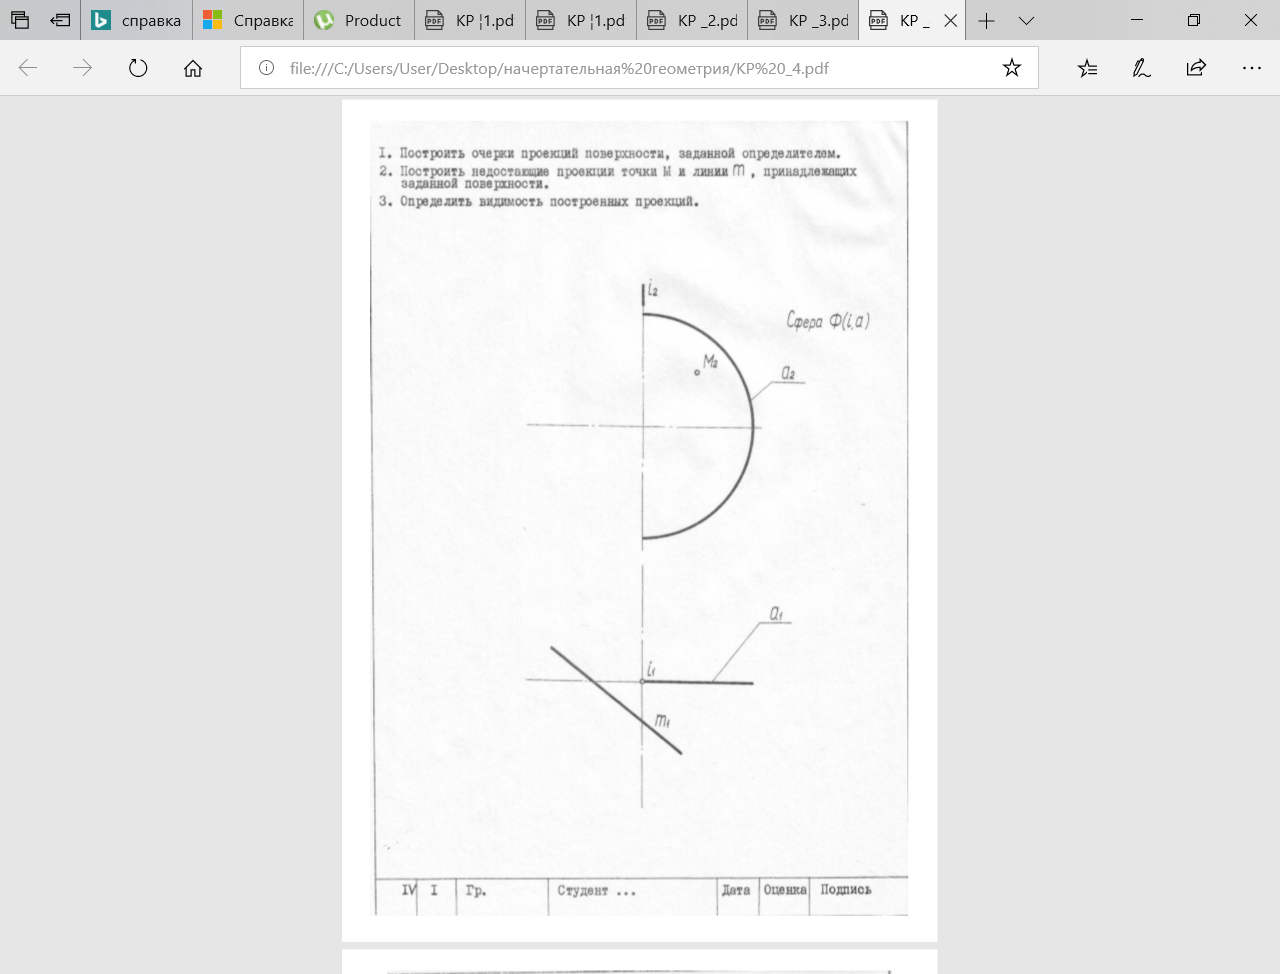 справка
Справка
Product
КР ¦1.pd
КР ¦1.pd
КР _2.pd
КР _3.pd
КР _
file:///C:/Users/User/Desktop/начертательная%20геометрия/КР%20_4.pdf
1. Построить очерки проекций поверхности, заданной определителем.
2. Построить недостающие проекции точки М и линии m , принадлежащих
заданной поверхности.
3. Определить видимость построенных проекций.
i₂
Сфера Ф(i,a)
M₂
a₂
a₁
i₁
m₁
IV I Гр. Студент ... Дата Оценка Подпись